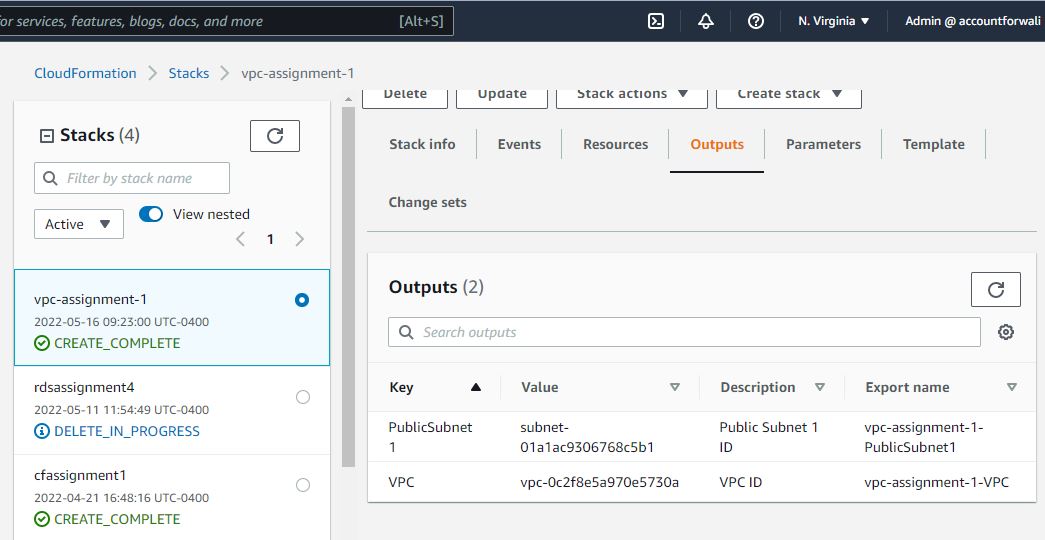 for services, features, blogs, docs, and more [Alt+S]
N. Virginia Admin @ accountforwali
CloudFormation Stacks vpc-assignment-1
Delete Update Stack actions Create stack
Stacks (4)
Filter by stack name
Active View nested
1
vpc-assignment-1
2022-05-16 09:23:00 UTC-0400
CREATE_COMPLETE
rdsassignment4
2022-05-11 11:54:49 UTC-0400
DELETE_IN_PROGRESS
cfassignment1
2022-04-21 16:48:16 UTC-0400
CREATE_COMPLETE
Stack info Events Resources Outputs Parameters Template
Change sets
Outputs (2)
Search outputs
Key Value Description Export name
PublicSubnet subnet- Public Subnet 1 vpc-assignment-1-
1 01a1ac9306768c5b1 ID PublicSubnet1
VPC vpc-0c2f8e5a970e5730a VPC ID vpc-assignment-1-VPC